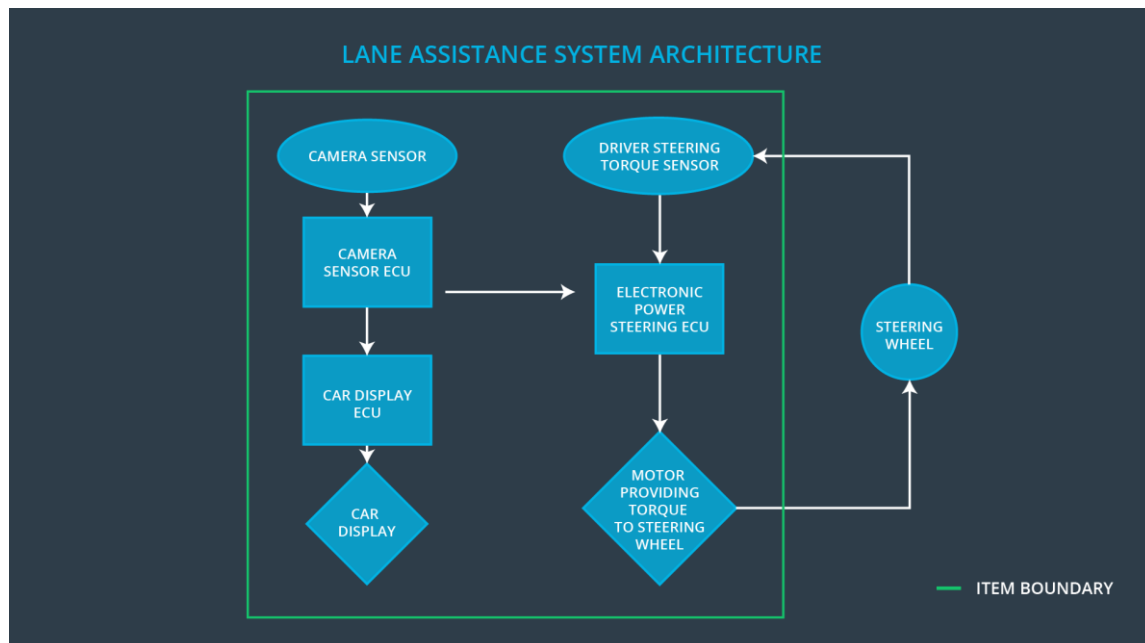 LANE ASSISTANCE SYSTEM ARCHITECTURE
CAMERA SENSOR
DRIVER STEERING
TORQUE SENSOR
CAMERA
SENSOR ECU
ELECTRONIC
POWER
STEERING ECU
STEERING
WHEEL
CAR DISPLAY
ECU
MOTOR
PROVIDING
TORQUE
TO STEERING
WHEEL
CAR
DISPLAY
ITEM BOUNDARY